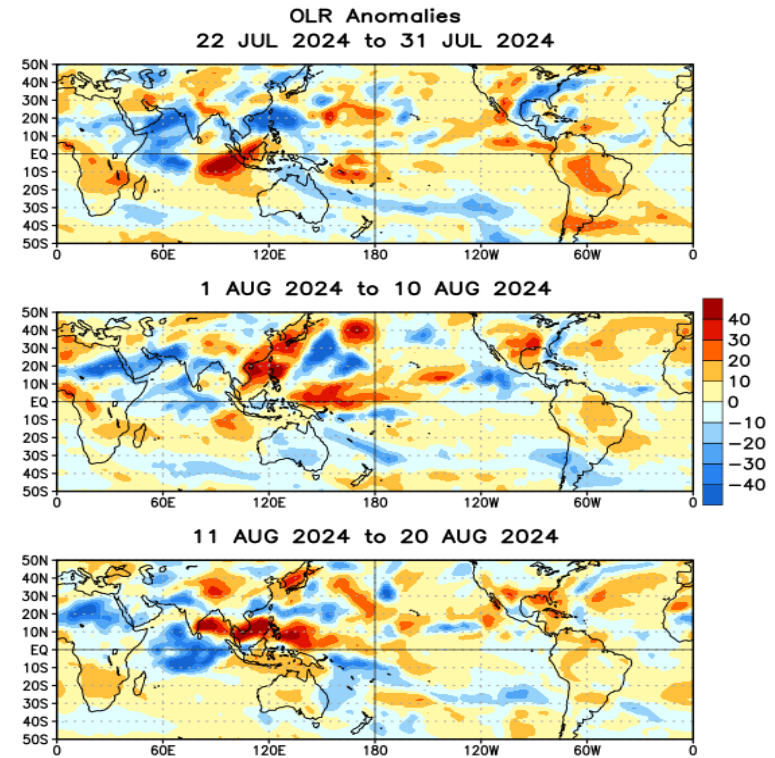 OLR Anomalies
22 JUL 2024 to 31 JUL 2024
50N
40N
30N
20N
10N
EQ
10S
20S
30S
40S
50S
0 60E 120E 180 120W 60W 0
1 AUG 2024 to 10 AUG 2024
50N
40N
30N
20N
10N
EQ
10S
20S
30S
40S
50S
0 60E 120E 180 120W 60W 0
40
30
20
10
0
-10
-20
-30
-40
11 AUG 2024 to 20 AUG 2024
50N
40N
30N
20N
10N
EQ
10S
20S
30S
40S
50S
0 60E 120E 180 120W 60W 0